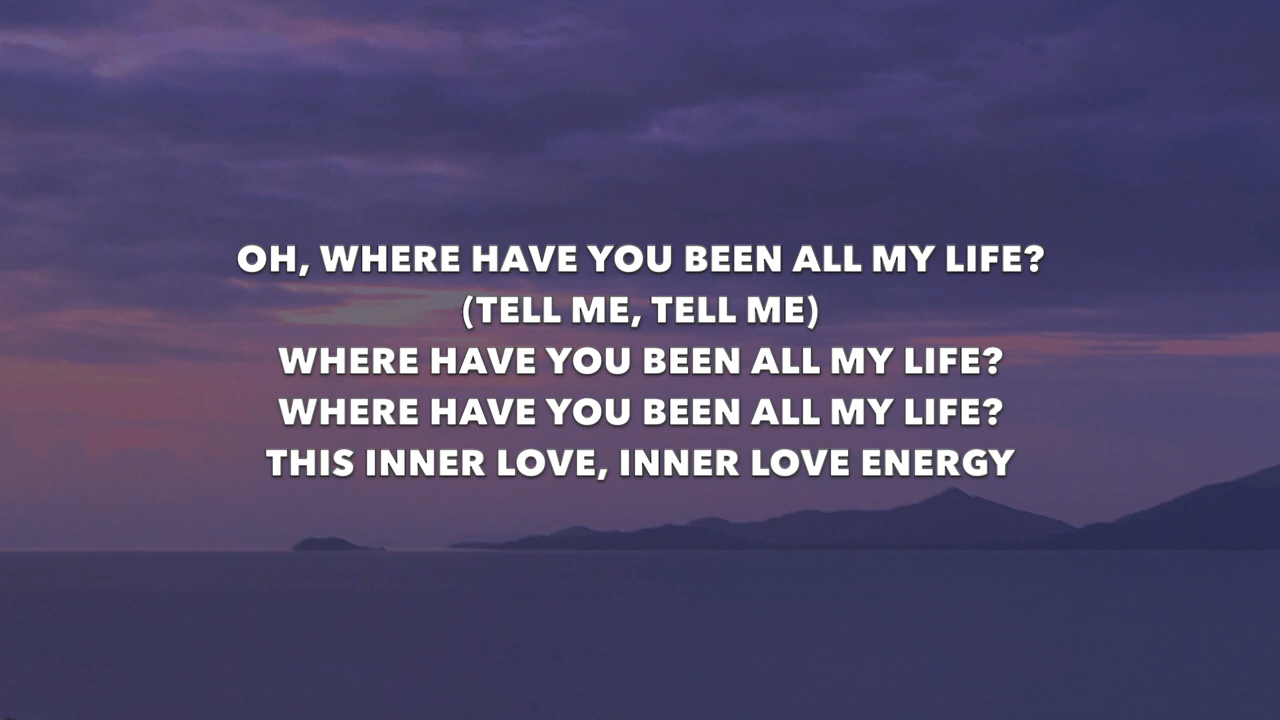 OH, WHERE HAVE YOU BEEN ALL MY LIFE?
(TELL ME, TELL ME)
WHERE HAVE YOU BEEN ALL MY LIFE?
WHERE HAVE YOU BEEN ALL MY LIFE?
THIS INNER LOVE, INNER LOVE ENERGY